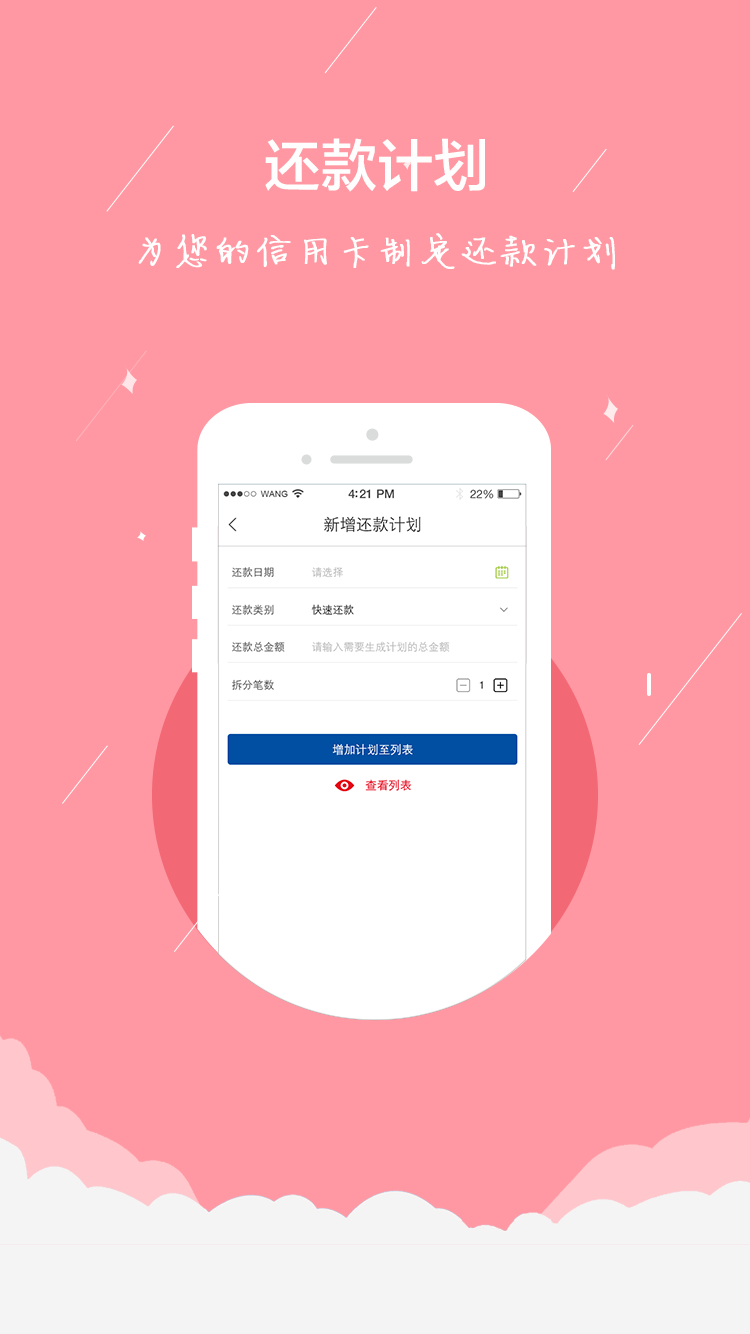 还款计划
为您的信用卡制定还款计划
WANG 4:21 PM 22%
新增还款计划
还款日期 请选择
还款类别 快速还款
还款总金额 请输入需要生成计划的总金额
拆分笔数 1
增加计划至列表
查看列表